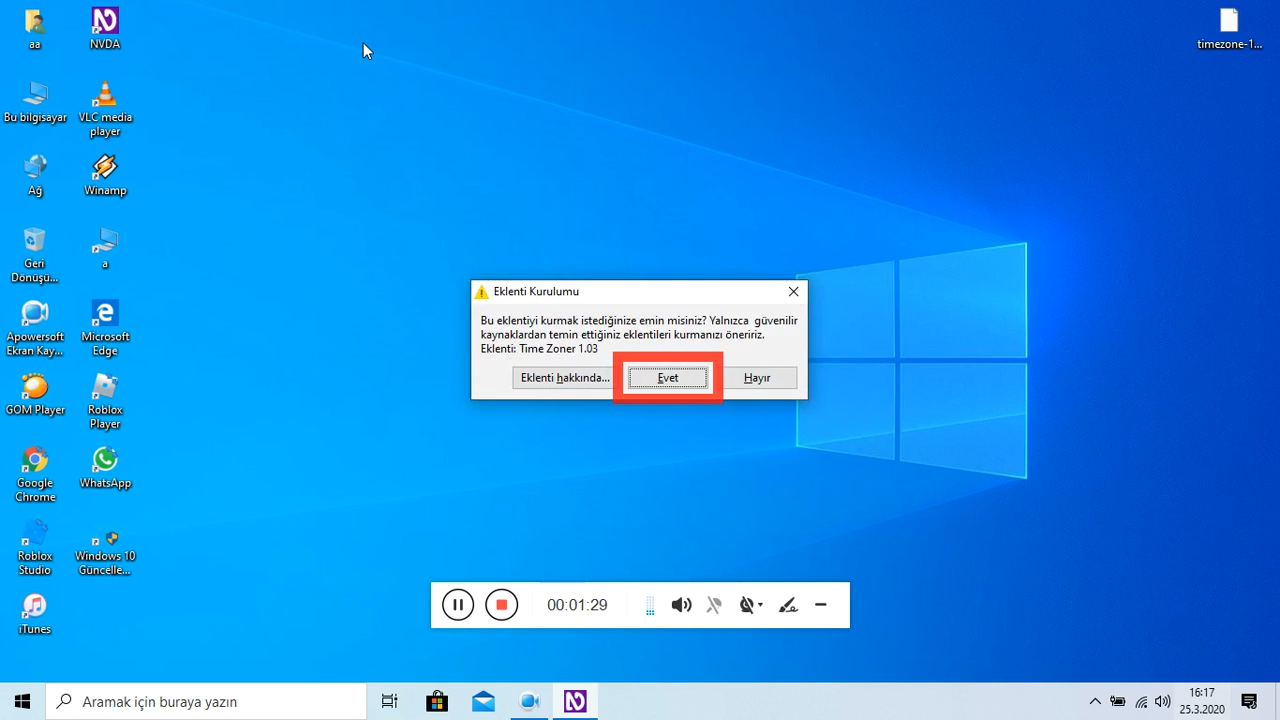 aa
NVDA
timezone-1...
Bu bilgisayar
VLC media
player
Ağ
Winamp
Geri
Dönüşü...
a
Apowersoft
Ekran Kay...
Microsoft
Edge
GOM Player
Roblox
Player
Google
Chrome
WhatsApp
Roblox
Studio
Windows 10
Güncelle...
iTunes
Eklenti Kurulumu
Bu eklentiyi kurmak istediğinize emin misiniz? Yalnızca güvenilir
kaynaklardan temin ettiğiniz eklentileri kurmanızı öneririz.
Eklenti: Time Zoner 1.03
Eklenti hakkında...
Evet
Hayır
00:01:29
Aramak için buraya yazın
16:17
25.3.2020